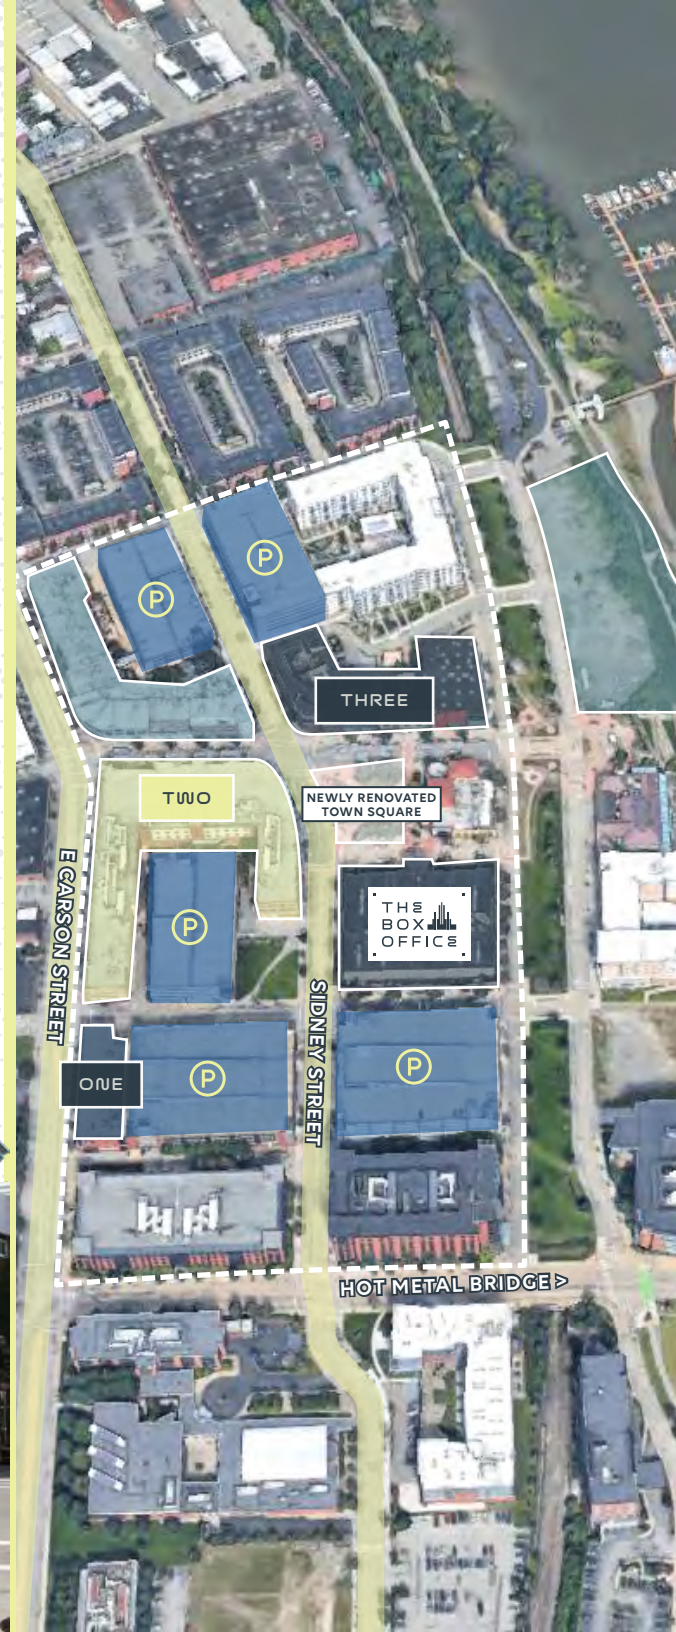 P
P
THREE
TWO
NEWLY RENOVATED
TOWN SQUARE
E CARSON STREET
P
THE
BOX
OFFICE
SIDNEY STREET
P
P
ONE
HOT METAL BRIDGE >